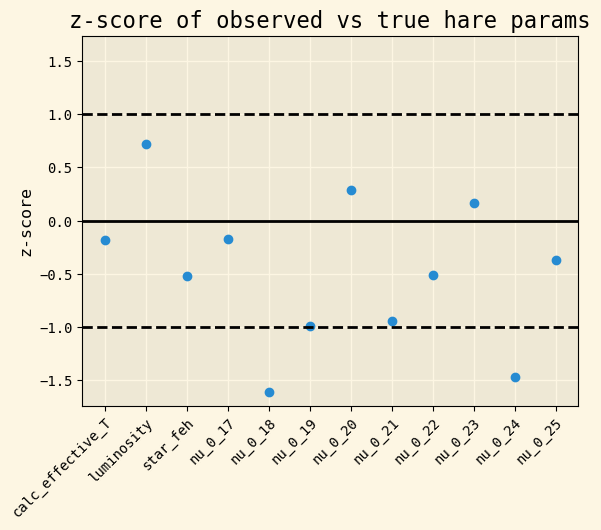 z-score of observed vs true hare params
z-score
1.5
1.0
0.5
0.0
−0.5
−1.0
−1.5
calc_effective_T
luminosity
star_feh
nu_0_17
nu_0_18
nu_0_19
nu_0_20
nu_0_21
nu_0_22
nu_0_23
nu_0_24
nu_0_25